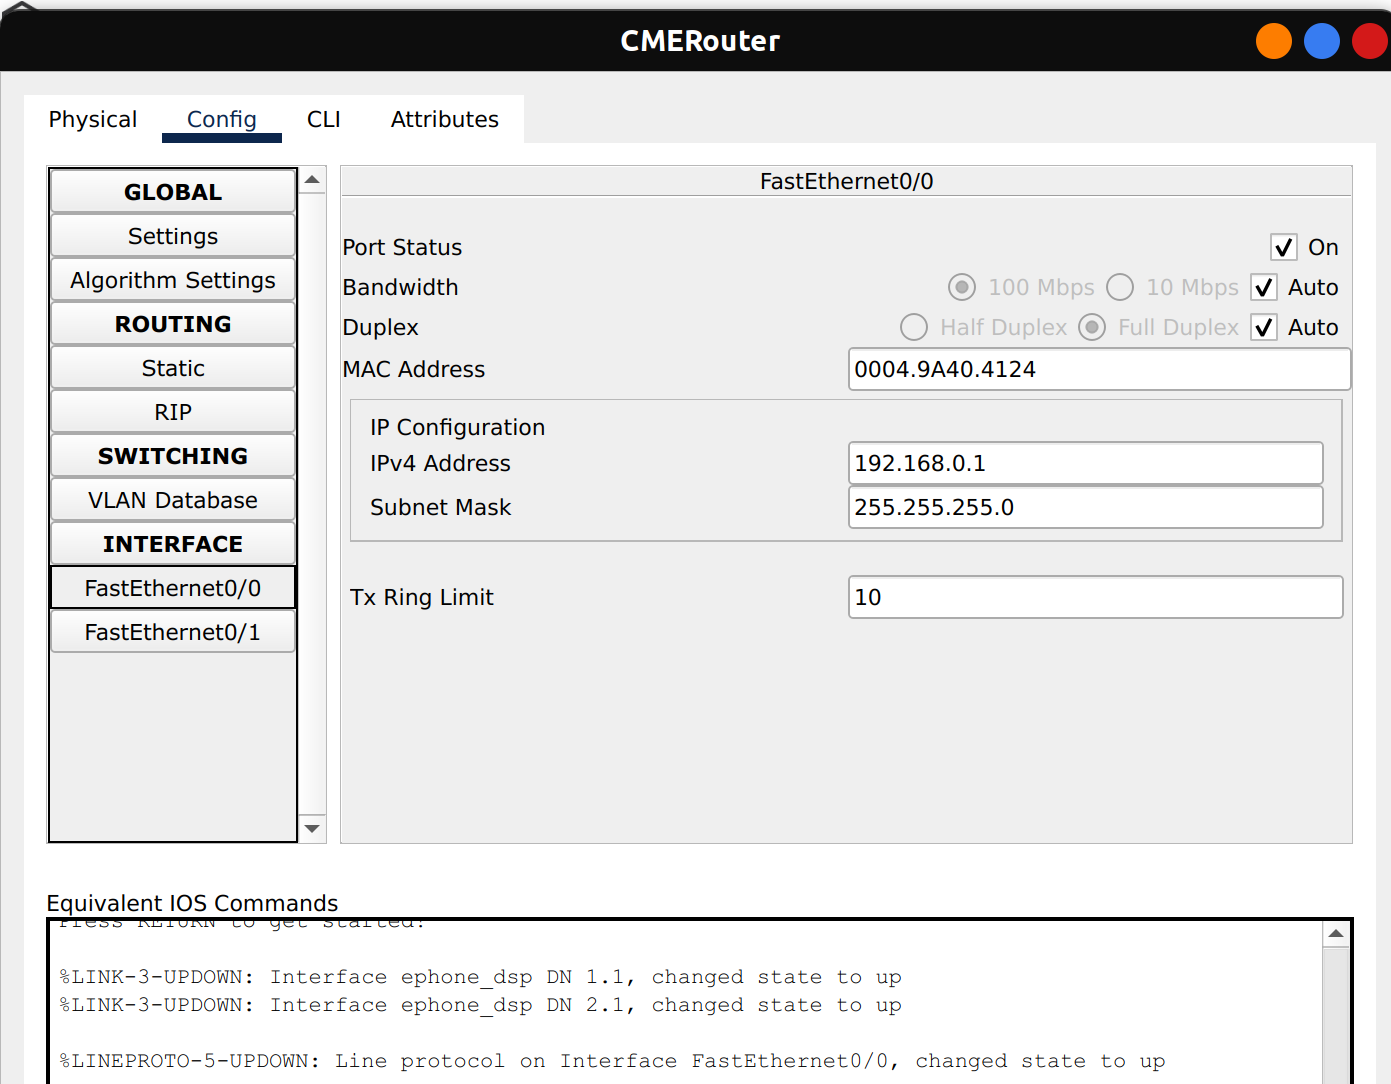 CMERouter
Physical Config CLI Attributes
GLOBAL
Settings
Algorithm Settings
ROUTING
Static
RIP
SWITCHING
VLAN Database
INTERFACE
FastEthernet0/0
FastEthernet0/1
FastEthernet0/0
Port Status On
Bandwidth 100 Mbps 10 Mbps Auto
Duplex Half Duplex Full Duplex Auto
MAC Address 0004.9A40.4124
IP Configuration
IPv4 Address 192.168.0.1
Subnet Mask 255.255.255.0
Tx Ring Limit 10
Equivalent IOS Commands
Press RETURN to get started!
%LINK-3-UPDOWN: Interface ephone_dsp DN 1.1, changed state to up
%LINK-3-UPDOWN: Interface ephone_dsp DN 2.1, changed state to up
%LINEPROTO-5-UPDOWN: Line protocol on Interface FastEthernet0/0, changed state to up